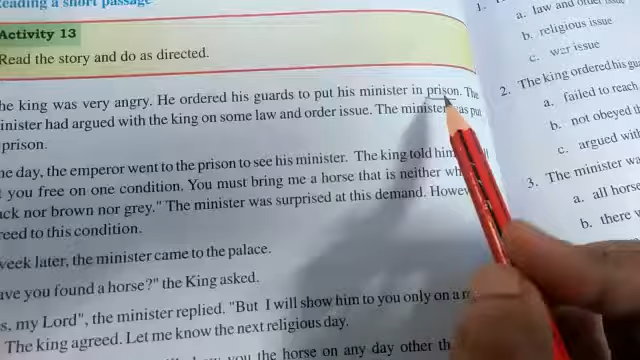 eading a short passage
Activity 13
Read the story and do as directed.
he king was very angry. He ordered his guards to put his minister in prison. The
inister had argued with the king on some law and order issue. The minister was put
prison.
ne day, the emperor went to the prison to see his minister. The king told him,
you free on one condition. You must bring me a horse that is neither wh
ck nor brown nor grey." The minister was surprised at this demand. Howe
reed to this condition.
week later, the minister came to the palace.
ave you found a horse?" the King asked.
s, my Lord", the minister replied. "But I will show him to you only on a
The king agreed. Let me know the next religious day.
you the horse on any day other th
1.
a. law and order issue
b. religious issue
c. war issue
2. The king ordered his gua
a. failed to reach
b. not obeyed th
c. argued with
3. The minister wa
a. all horse
b. there w